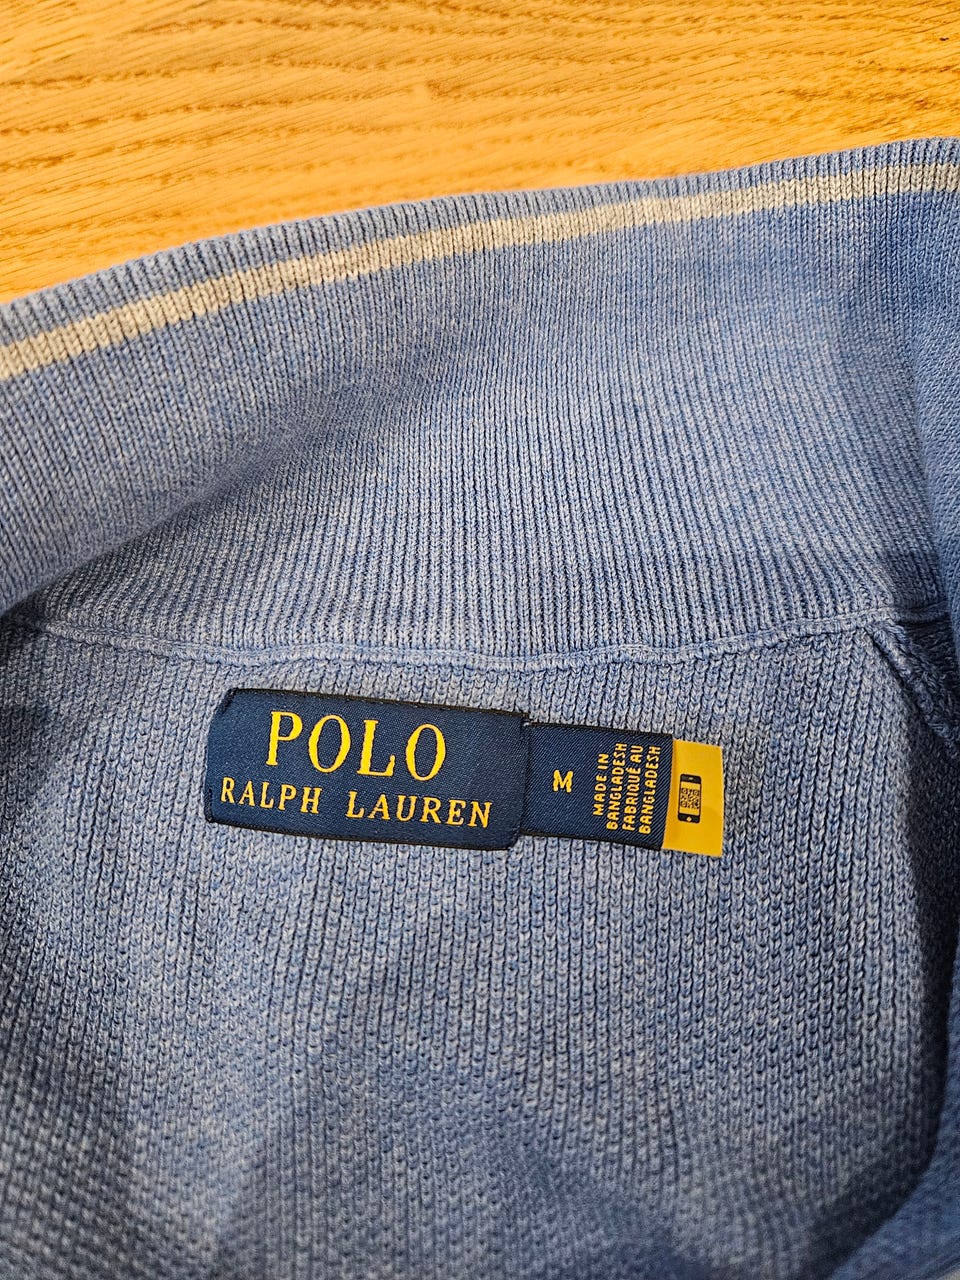 POLO
RALPH LAUREN
M
MADE IN
BANGLADESH
FABRIQUÉ AU
BANGLADESH